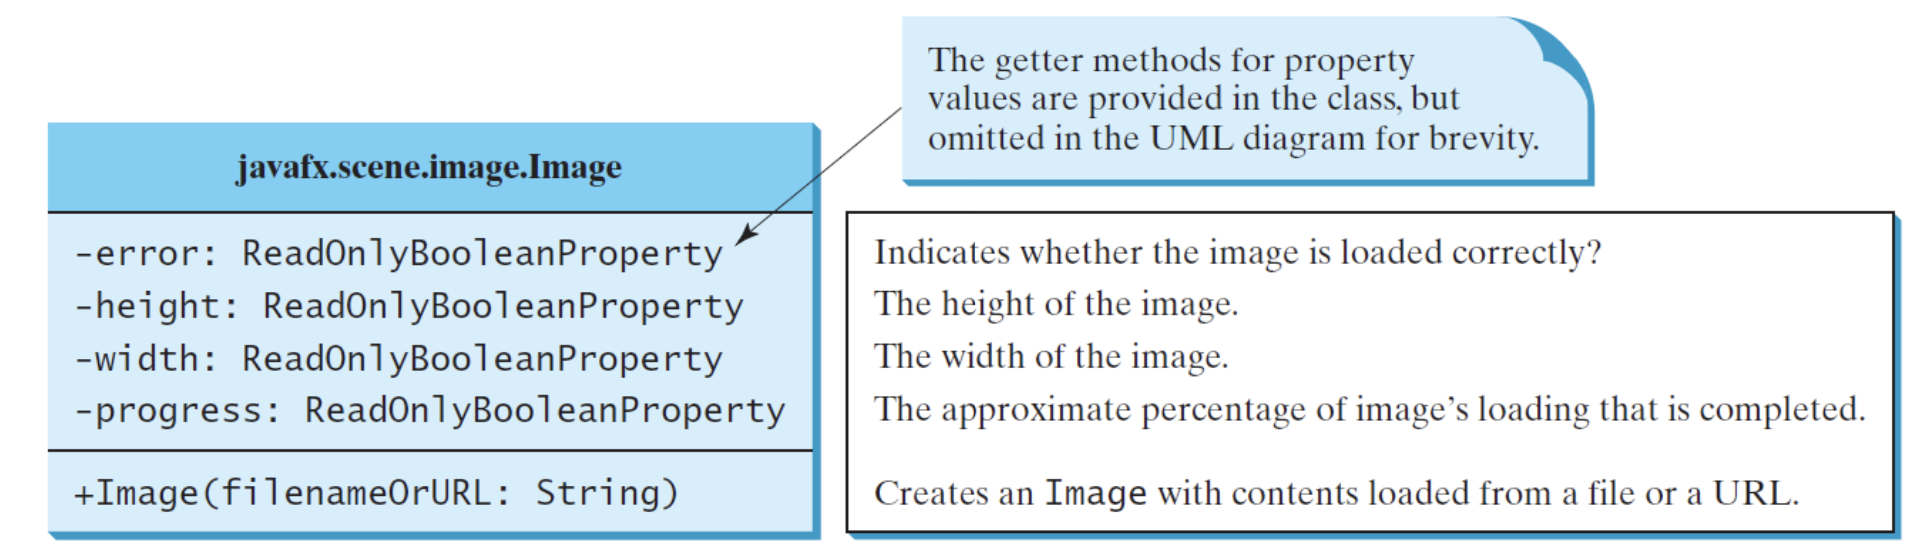 The getter methods for property
values are provided in the class, but
omitted in the UML diagram for brevity.
javafx.scene.image.Image
-error: ReadOnlyBooleanProperty
-height: ReadOnlyBooleanProperty
-width: ReadOnlyBooleanProperty
-progress: ReadOnlyBooleanProperty
+Image(filenameOrURL: String)
Indicates whether the image is loaded correctly?
The height of the image.
The width of the image.
The approximate percentage of image's loading that is completed.
Creates an Image with contents loaded from a file or a URL.